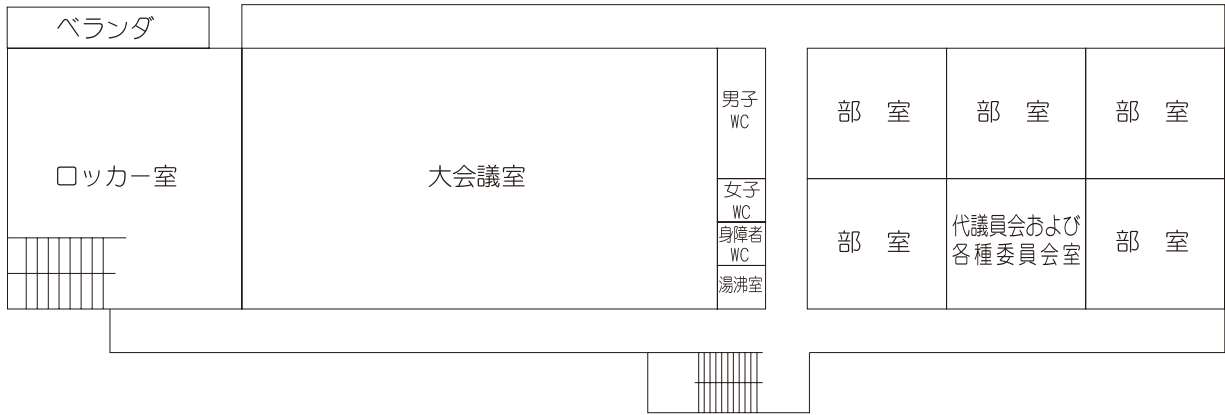 ベランダ
ロッカー室
大会議室
男子
WC
女子
WC
身障者
WC
湯沸室
部 室
部 室
部 室
部 室
代議員会および
各種委員会室
部 室